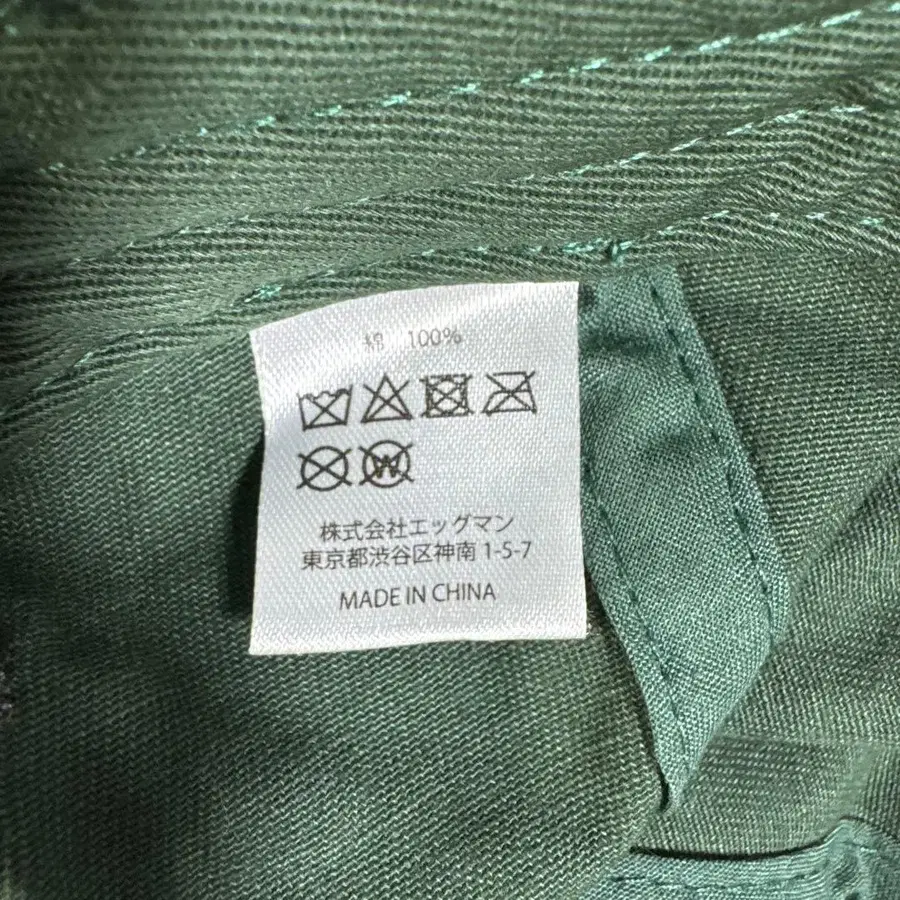 綿 100%
W
株式会社エッグマン
東京都渋谷区神南 1-5-7
MADE IN CHINA